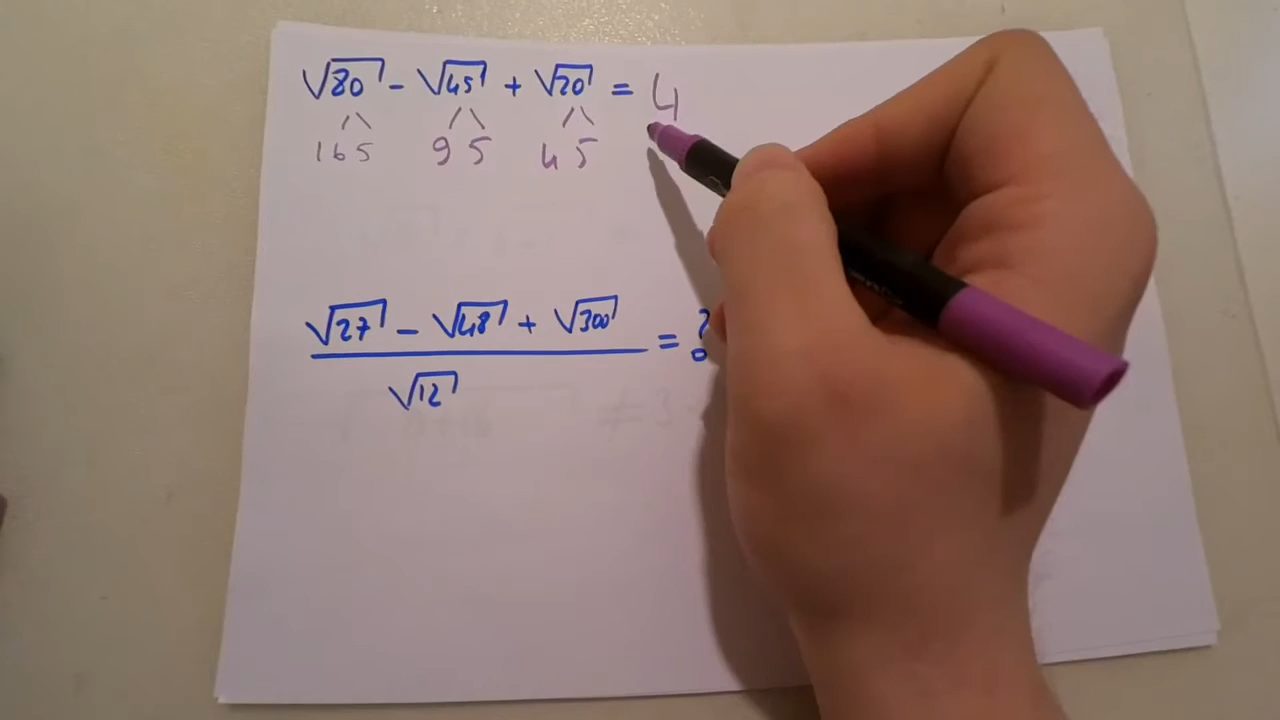 √80 - √45 + √20 = 4
16 5 9 5 4 5
√27 - √48 + √300 = ?
√12